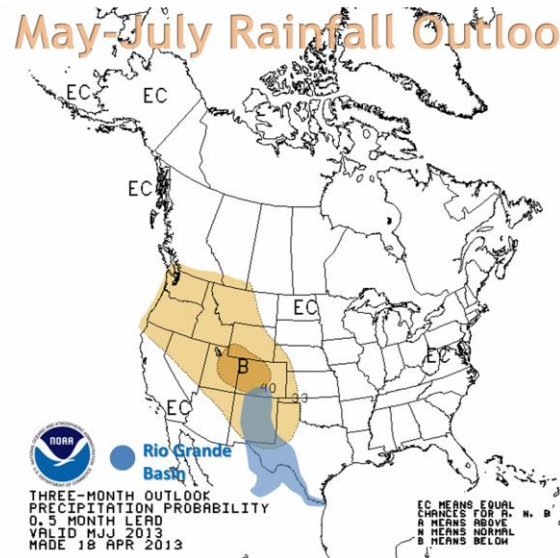 May-July Rainfall Outloo
EC
EC
EC
EC
B
EC
40
33
EC
NOAA
Rio Grande
Basin
THREE-MONTH OUTLOOK
PRECIPITATION PROBABILITY
0.5 MONTH LEAD
VALID MJJ 2013
MADE 18 APR 2013
EC MEANS EQUAL
CHANCES FOR A, N, B
A MEANS ABOVE
N MEANS NORMAL
B MEANS BELOW